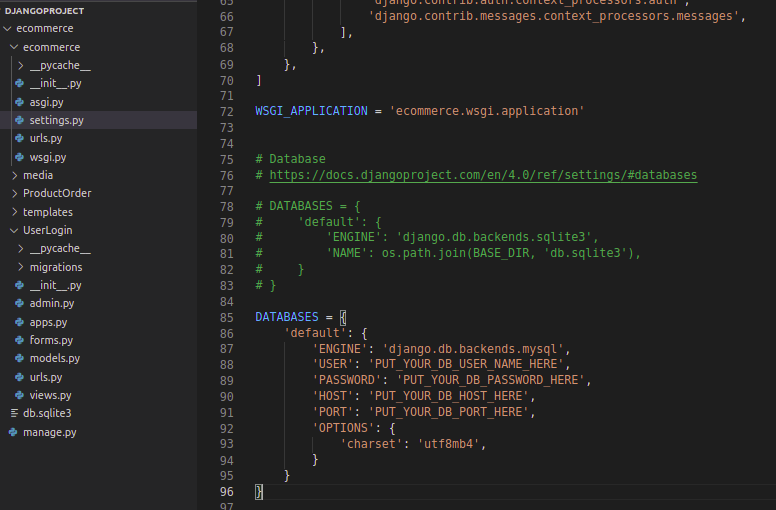 DJANGOPROJECT
ecommerce
ecommerce
__pycache__
__init__.py
asgi.py
settings.py
urls.py
wsgi.py
media
ProductOrder
templates
UserLogin
__pycache__
migrations
__init__.py
admin.py
apps.py
forms.py
models.py
urls.py
views.py
db.sqlite3
manage.py
65 'django.contrib.auth.context_processors.auth',
66 'django.contrib.messages.context_processors.messages',
67 ],
68 },
69 },
70 ]
71
72 WSGI_APPLICATION = 'ecommerce.wsgi.application'
73
74
75 # Database
76 # https://docs.djangoproject.com/en/4.0/ref/settings/#databases
77
78 # DATABASES = {
79 # 'default': {
80 # 'ENGINE': 'django.db.backends.sqlite3',
81 # 'NAME': os.path.join(BASE_DIR, 'db.sqlite3'),
82 # }
83 # }
84
85 DATABASES = {
86 'default': {
87 'ENGINE': 'django.db.backends.mysql',
88 'USER': 'PUT_YOUR_DB_USER_NAME_HERE',
89 'PASSWORD': 'PUT_YOUR_DB_PASSWORD_HERE',
90 'HOST': 'PUT_YOUR_DB_HOST_HERE',
91 'PORT': 'PUT_YOUR_DB_PORT_HERE',
92 'OPTIONS': {
93 'charset': 'utf8mb4',
94 }
95 }
96 }
97